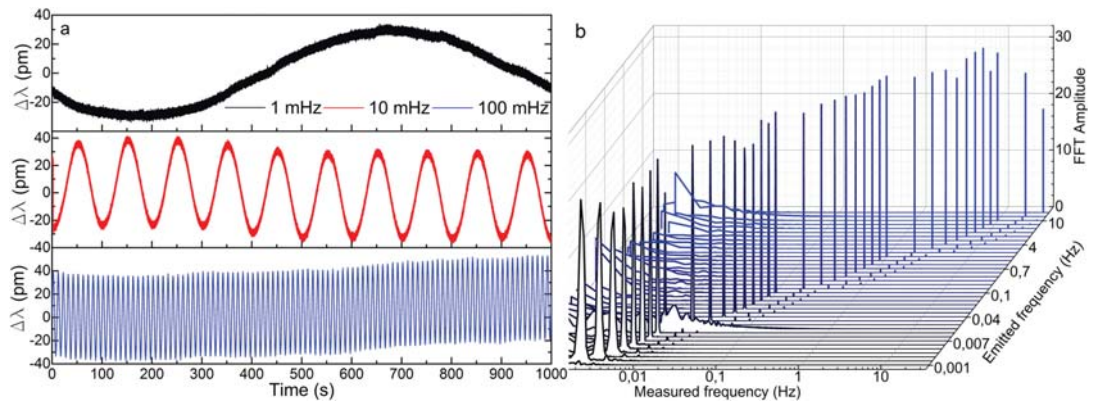 a
40
20
0
-20
Δλ (pm)
1 mHz 10 mHz 100 mHz
40
20
0
-20
-40
Δλ (pm)
60
40
20
0
-20
-40
Δλ (pm)
0 100 200 300 400 500 600 700 800 900 1000
Time (s)
b
30
20
10
0
FFT Amplitude
10
4
0,7
0,1
0,04
0,007
0,001
Emitted frequency (Hz)
0,01 0,1 1 10
Measured frequency (Hz)